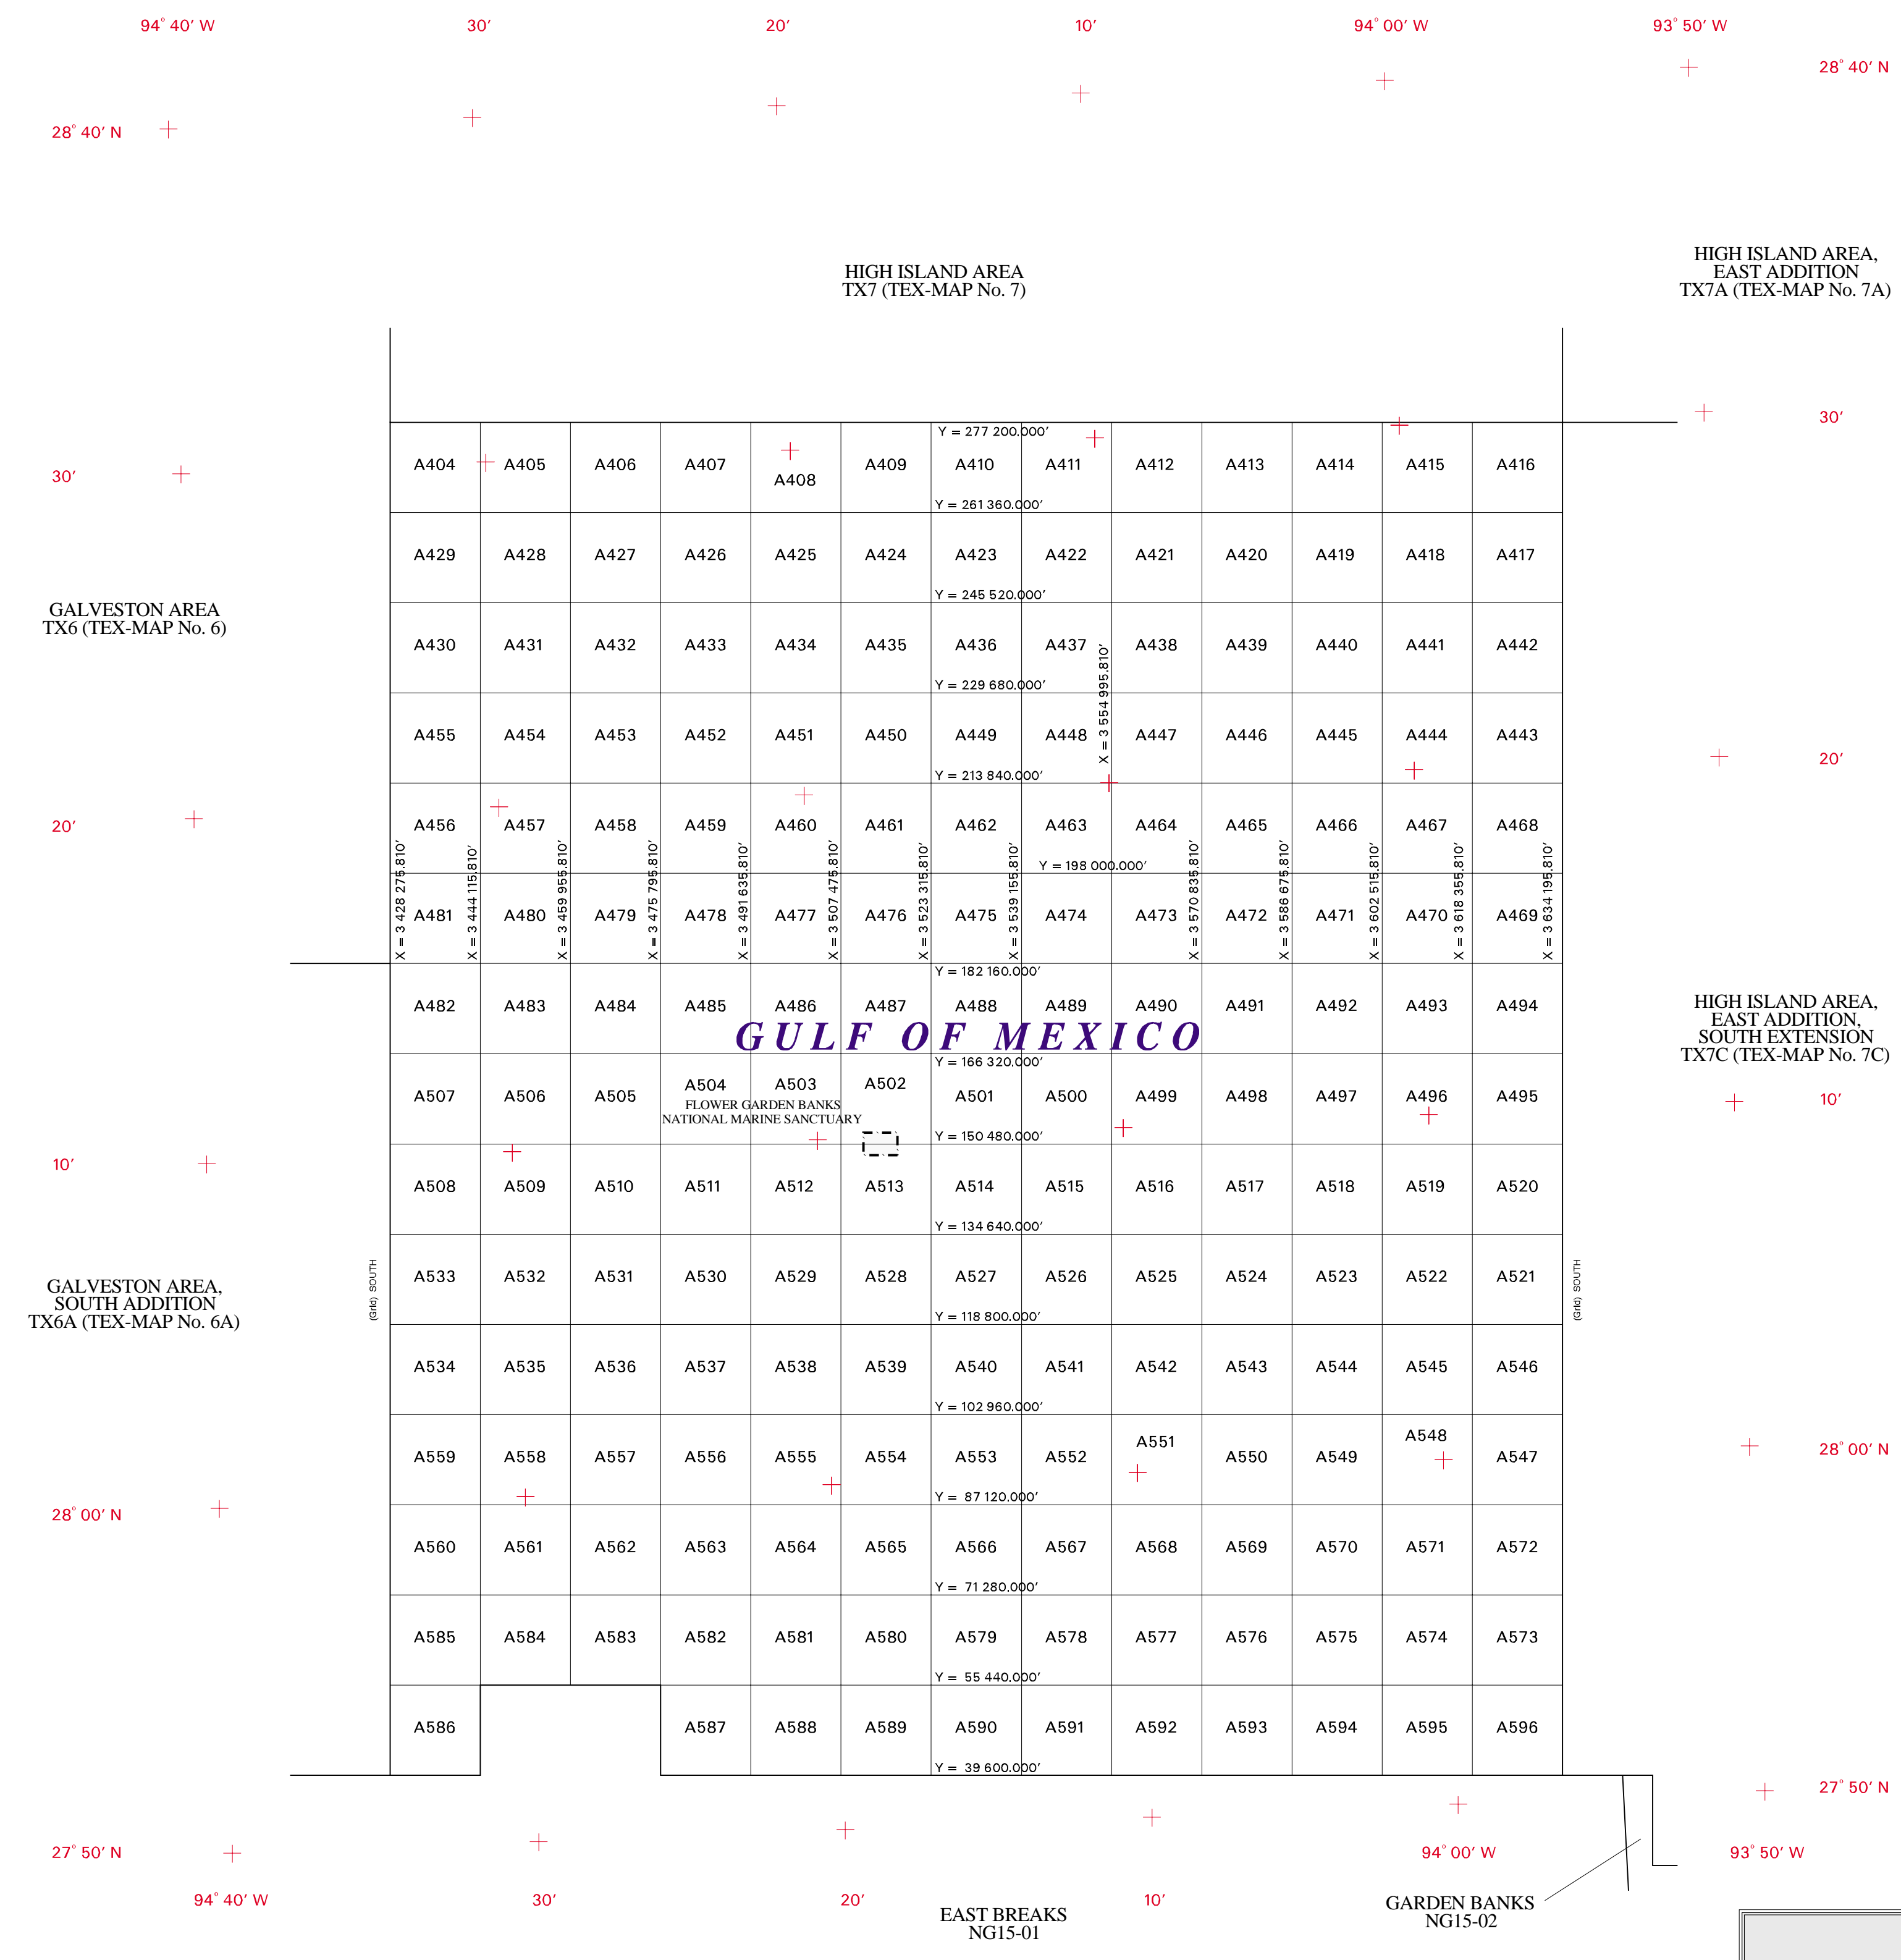 94° 40′ W 30′ 20′ 10′ 94° 00′ W 93° 50′ W
28° 40′ N
28° 40′ N
HIGH ISLAND AREA
TX7 (TEX-MAP No. 7)
HIGH ISLAND AREA,
EAST ADDITION
TX7A (TEX-MAP No. 7A)
30′
Y = 277 200.000′
A404 A405 A406 A407 A408 A409 A410 A411 A412 A413 A414 A415 A416
30′
Y = 261 360.000′
A429 A428 A427 A426 A425 A424 A423 A422 A421 A420 A419 A418 A417
Y = 245 520.000′
GALVESTON AREA
TX6 (TEX-MAP No. 6)
A430 A431 A432 A433 A434 A435 A436 A437 A438 A439 A440 A441 A442
Y = 229 680.000′
X = 3 554 995.810′
A455 A454 A453 A452 A451 A450 A449 A448 A447 A446 A445 A444 A443
20′
Y = 213 840.000′
20′
A456 A457 A458 A459 A460 A461 A462 A463 A464 A465 A466 A467 A468
Y = 198 000.000′
X = 3 428 275.810′
X = 3 444 115.810′
X = 3 459 955.810′
X = 3 475 795.810′
X = 3 491 635.810′
X = 3 507 475.810′
X = 3 523 315.810′
X = 3 539 155.810′
X = 3 570 835.810′
X = 3 586 675.810′
X = 3 602 515.810′
X = 3 618 355.810′
X = 3 634 195.810′
A481 A480 A479 A478 A477 A476 A475 A474 A473 A472 A471 A470 A469
Y = 182 160.000′
A482 A483 A484 A485 A486 A487 A488 A489 A490 A491 A492 A493 A494
GULF OF MEXICO
HIGH ISLAND AREA,
EAST ADDITION,
SOUTH EXTENSION
TX7C (TEX-MAP No. 7C)
Y = 166 320.000′
A507 A506 A505 A504 A503 A502 A501 A500 A499 A498 A497 A496 A495
10′
FLOWER GARDEN BANKS
NATIONAL MARINE SANCTUARY
Y = 150 480.000′
10′
A508 A509 A510 A511 A512 A513 A514 A515 A516 A517 A518 A519 A520
Y = 134 640.000′
A533 A532 A531 A530 A529 A528 A527 A526 A525 A524 A523 A522 A521
(Grid) SOUTH
(Grid) SOUTH
GALVESTON AREA,
SOUTH ADDITION
TX6A (TEX-MAP No. 6A)
Y = 118 800.000′
A534 A535 A536 A537 A538 A539 A540 A541 A542 A543 A544 A545 A546
Y = 102 960.000′
A559 A558 A557 A556 A555 A554 A553 A552 A551 A550 A549 A548 A547
28° 00′ N
Y = 87 120.000′
28° 00′ N
A560 A561 A562 A563 A564 A565 A566 A567 A568 A569 A570 A571 A572
Y = 71 280.000′
A585 A584 A583 A582 A581 A580 A579 A578 A577 A576 A575 A574 A573
Y = 55 440.000′
A586 A587 A588 A589 A590 A591 A592 A593 A594 A595 A596
Y = 39 600.000′
27° 50′ N
27° 50′ N
94° 00′ W 93° 50′ W
94° 40′ W 30′ 20′ 10′
EAST BREAKS
NG15-01
GARDEN BANKS
NG15-02